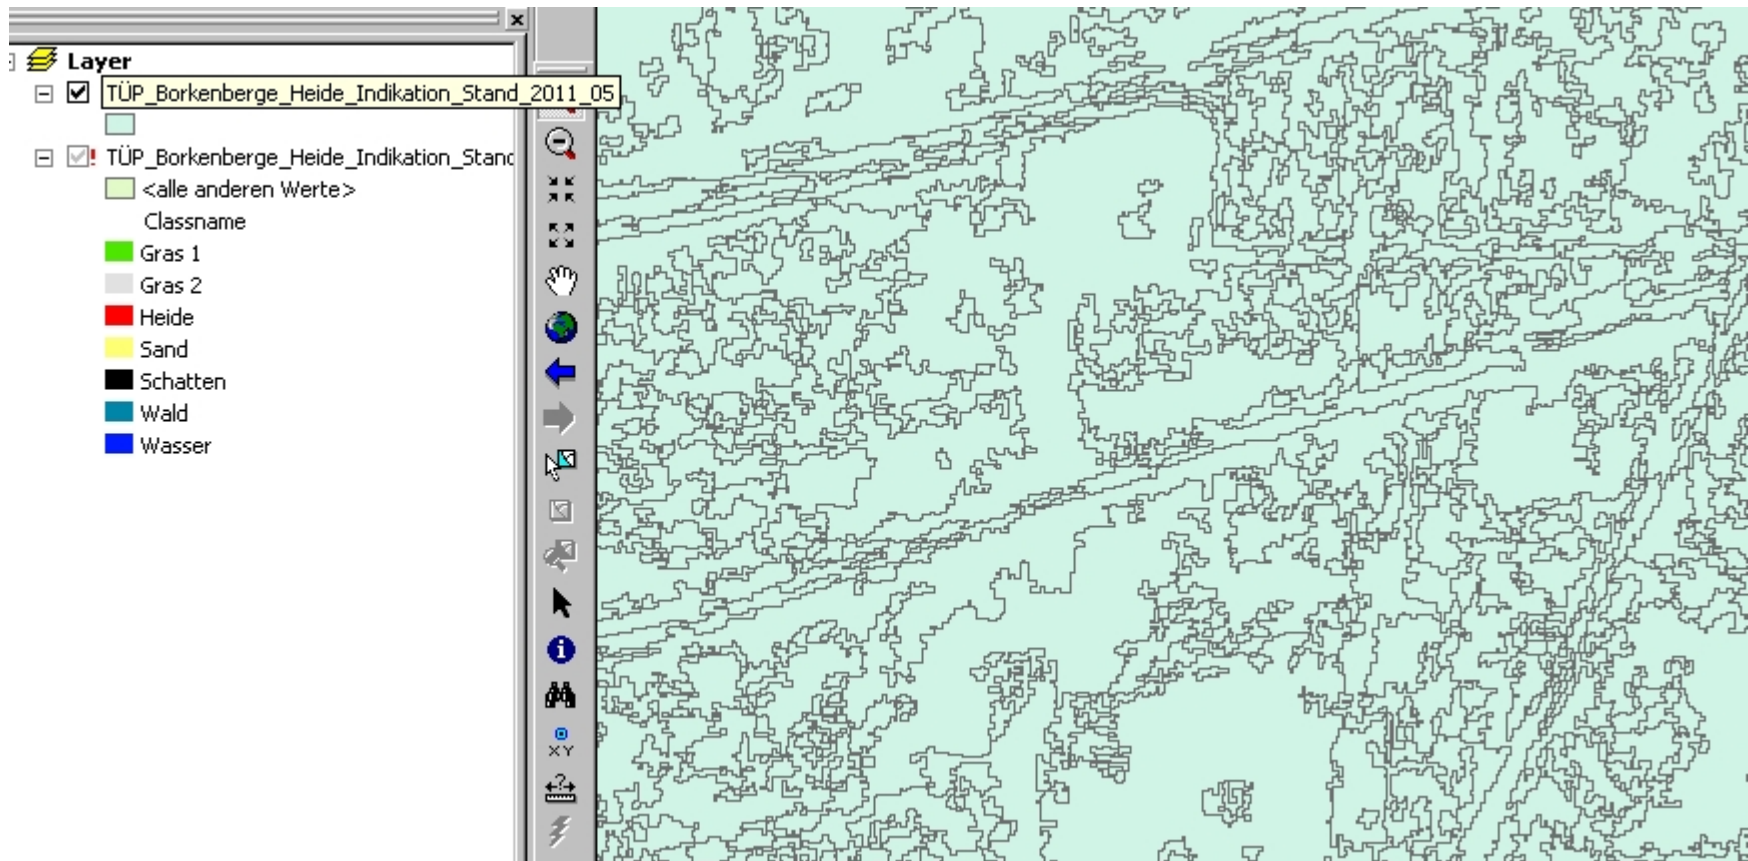 Layer
TÜP_Borkenberge_Heide_Indikation_Stand_2011_05
TÜP_Borkenberge_Heide_Indikation_Stand
<alle anderen Werte>
Classname
Gras 1
Gras 2
Heide
Sand
Schatten
Wald
Wasser
XY